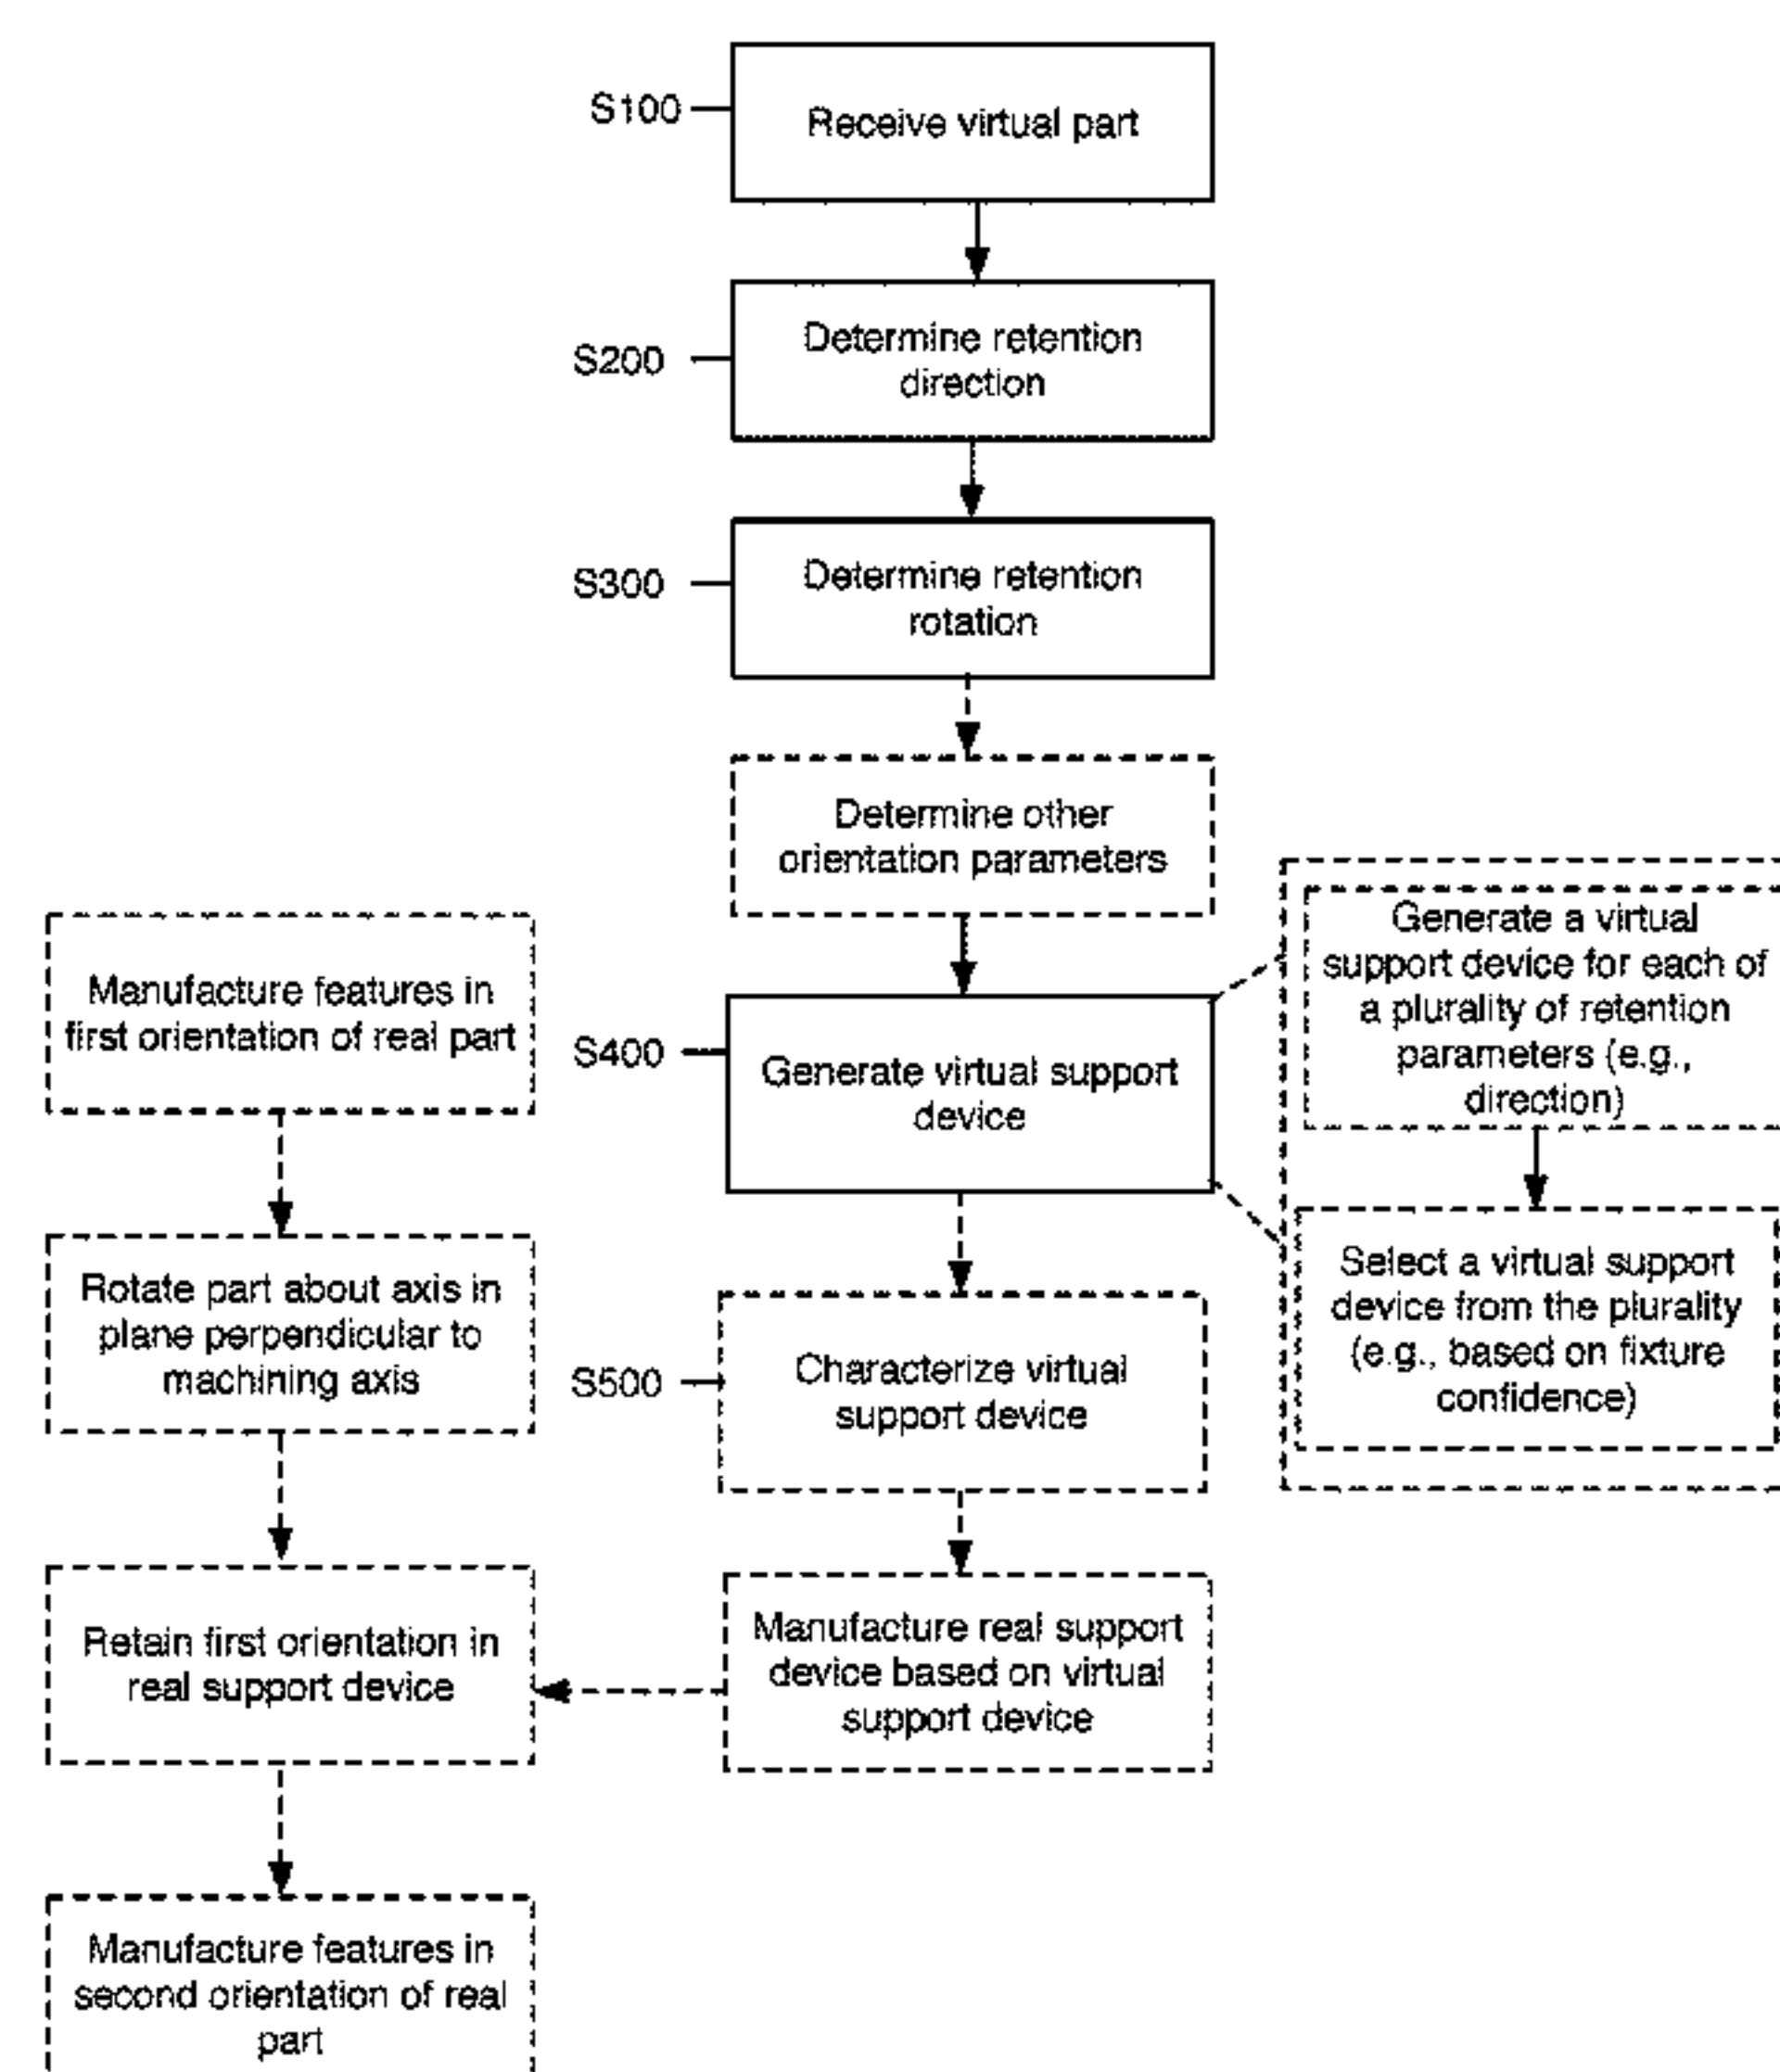 S100
Receive virtual part
S200
Determine retention
direction
S300
Determine retention
rotation
Determine other
orientation parameters
S400
Generate virtual support
device
Generate a virtual
support device for each of
a plurality of retention
parameters (e.g.,
direction)
Select a virtual support
device from the plurality
(e.g., based on fixture
confidence)
S500
Characterize virtual
support device
Manufacture real support
device based on virtual
support device
Manufacture features in
first orientation of real part
Rotate part about axis in
plane perpendicular to
machining axis
Retain first orientation in
real support device
Manufacture features in
second orientation of real
part